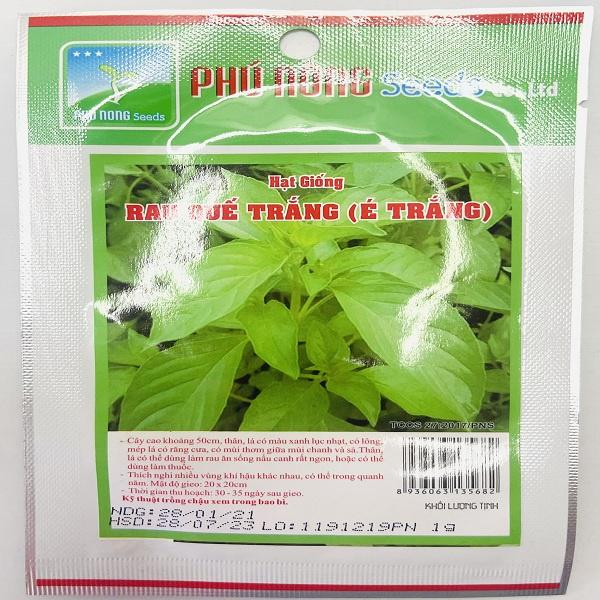 ★★★
PHÚ NÔNG Seeds Co., Ltd
PHU NONG Seeds
Hạt Giống
RAU QUẾ TRẮNG (É TRẮNG)
TCCS 27:2017/PNS
- Cây cao khoảng 50cm, thân, lá có màu xanh lục nhạt, có lông,
mép lá có răng cưa, có mùi thơm giữa mùi chanh và sả.Thân,
lá có thể dùng làm rau ăn sống nấu canh rất ngon, hoặc có thể
dùng làm thuốc.
- Thích nghi nhiều vùng khí hậu khác nhau, có thể trồng quanh
năm. Mật độ gieo: 20 x 20cm
- Thời gian thu hoạch: 30 - 35 ngày sau gieo.
Kỹ thuật trồng chậu xem trong bao bì.
8 936063 135682
KHỐI LƯỢNG TỊNH
NDG:28/01/21
HSD:28/07/23 LO:1191219PN 1g